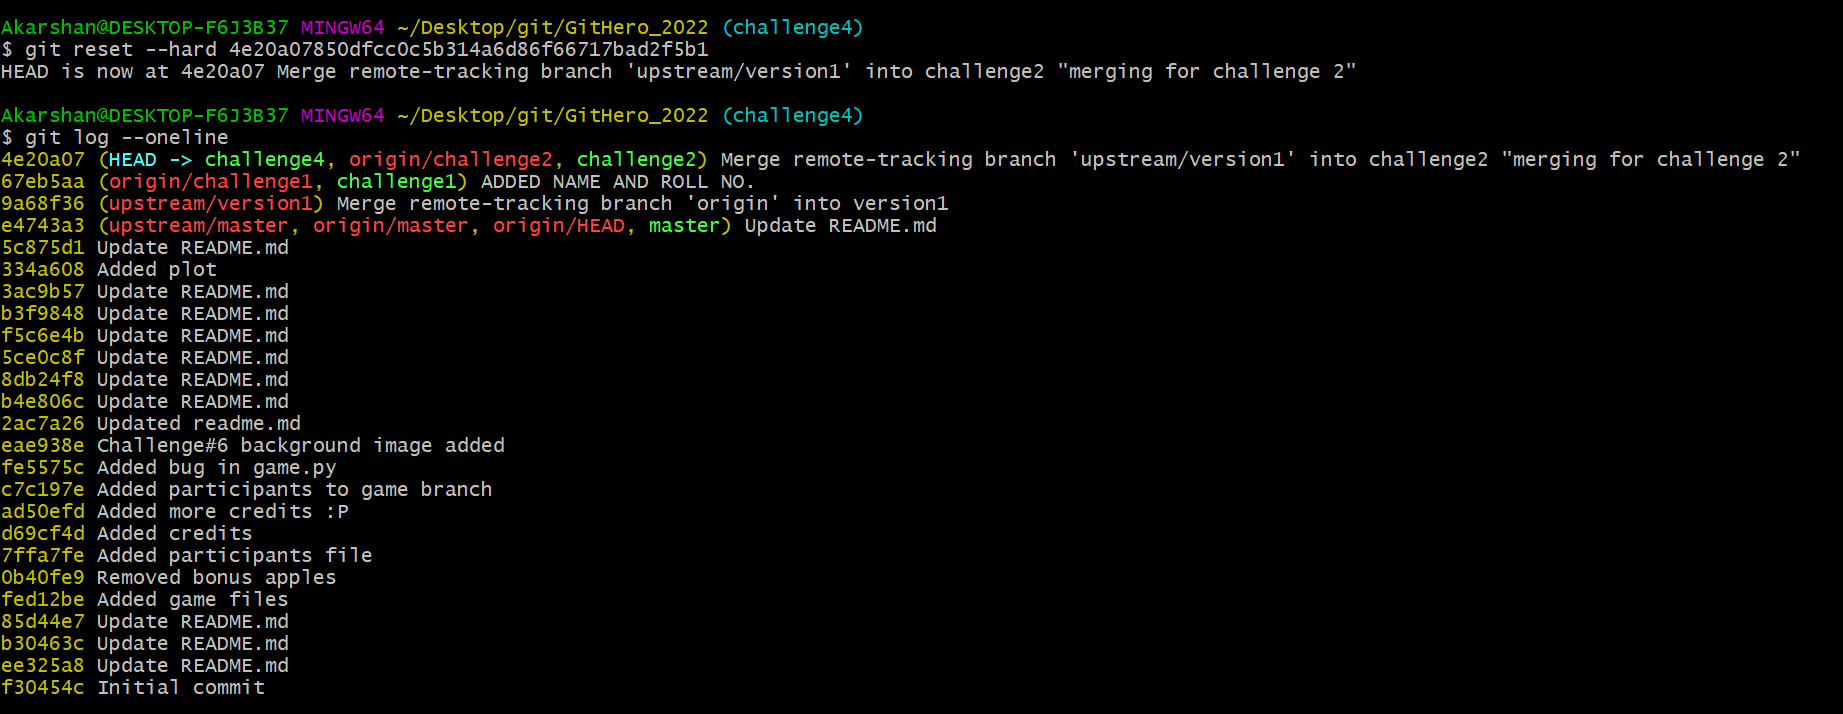 Akarshan@DESKTOP-F6J3B37 MINGW64 ~/Desktop/git/GitHero_2022 (challenge4)
$ git reset --hard 4e20a07850dfcc0c5b314a6d86f66717bad2f5b1
HEAD is now at 4e20a07 Merge remote-tracking branch 'upstream/version1' into challenge2 "merging for challenge 2"
Akarshan@DESKTOP-F6J3B37 MINGW64 ~/Desktop/git/GitHero_2022 (challenge4)
$ git log --oneline
4e20a07 (HEAD -> challenge4, origin/challenge2, challenge2) Merge remote-tracking branch 'upstream/version1' into challenge2 "merging for challenge 2"
67eb5aa (origin/challenge1, challenge1) ADDED NAME AND ROLL NO.
9a68f36 (upstream/version1) Merge remote-tracking branch 'origin' into version1
e4743a3 (upstream/master, origin/master, origin/HEAD, master) Update README.md
5c875d1 Update README.md
334a608 Added plot
3ac9b57 Update README.md
b3f9848 Update README.md
f5c6e4b Update README.md
5ce0c8f Update README.md
8db24f8 Update README.md
b4e806c Update README.md
2ac7a26 Updated readme.md
eae938e Challenge#6 background image added
fe5575c Added bug in game.py
c7c197e Added participants to game branch
ad50efd Added more credits :P
d69cf4d Added credits
7ffa7fe Added participants file
0b40fe9 Removed bonus apples
fed12be Added game files
85d44e7 Update README.md
b30463c Update README.md
ee325a8 Update README.md
f30454c Initial commit